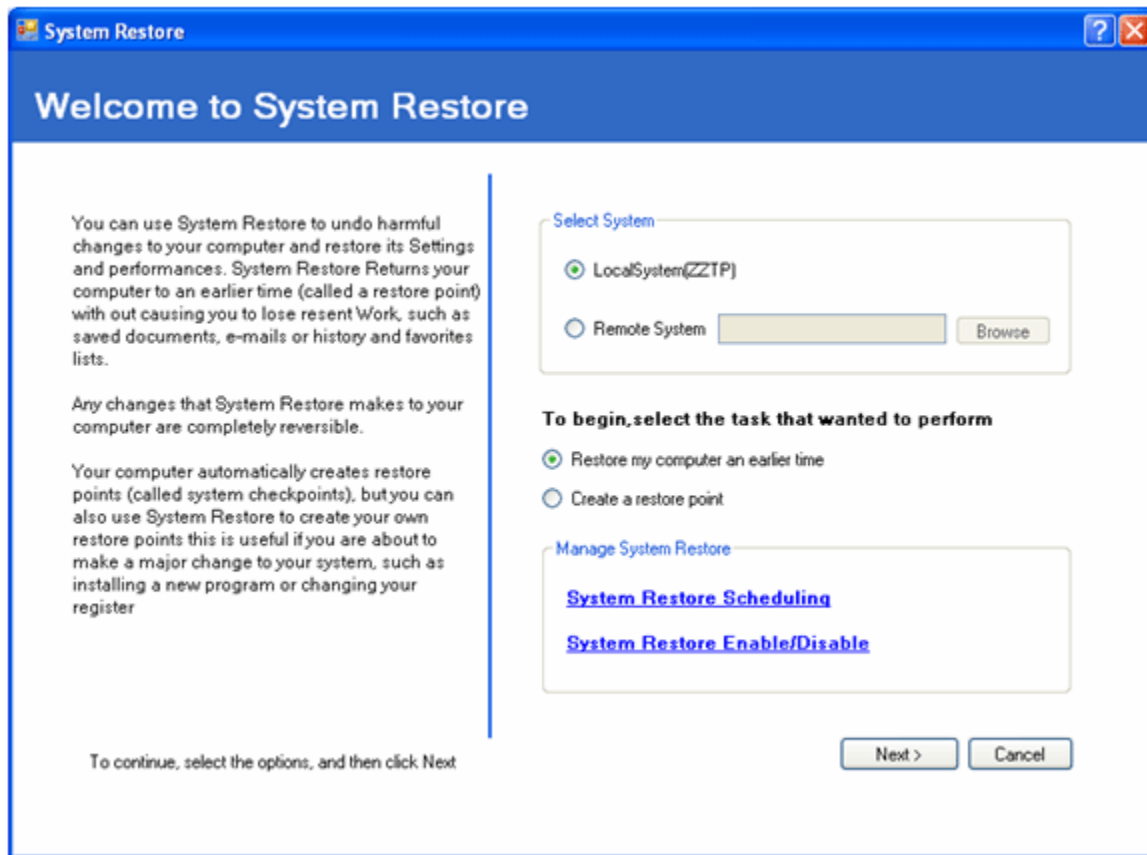 System Restore
Welcome to System Restore
You can use System Restore to undo harmful
changes to your computer and restore its Settings
and performances. System Restore Returns your
computer to an earlier time (called a restore point)
with out causing you to lose resent Work, such as
saved documents, e-mails or history and favorites
lists.
Any changes that System Restore makes to your
computer are completely reversible.
Your computer automatically creates restore
points (called system checkpoints), but you can
also use System Restore to create your own
restore points this is useful if you are about to
make a major change to your system, such as
installing a new program or changing your
register
To continue, select the options, and then click Next
Select System
LocalSystem(ZZTP)
Remote System
Browse
To begin,select the task that wanted to perform
Restore my computer an earlier time
Create a restore point
Manage System Restore
System Restore Scheduling
System Restore Enable/Disable
Next >
Cancel